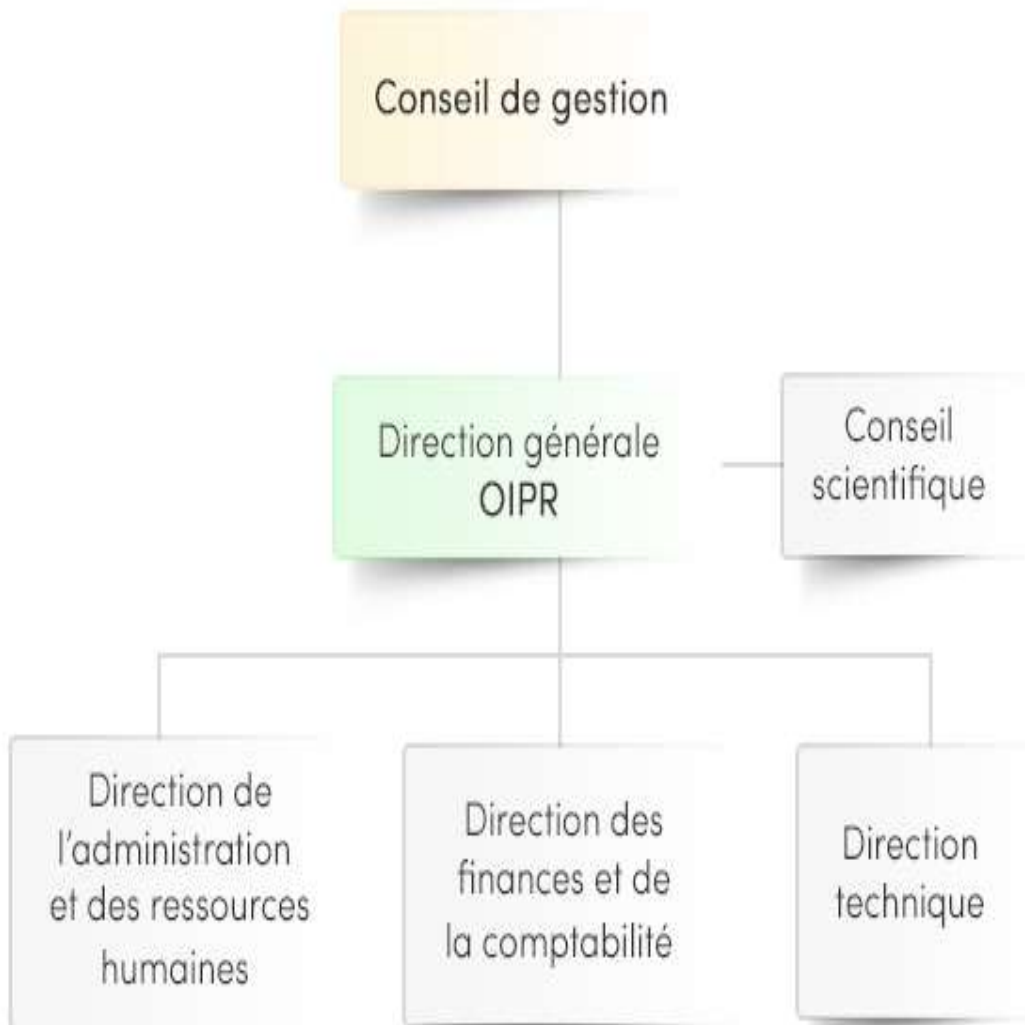 Conseil de gestion
Direction générale
OIPR
Conseil
scientifique
Direction de
l'administration
et des ressources
humaines
Direction des
finances et de
la comptabilité
Direction
technique